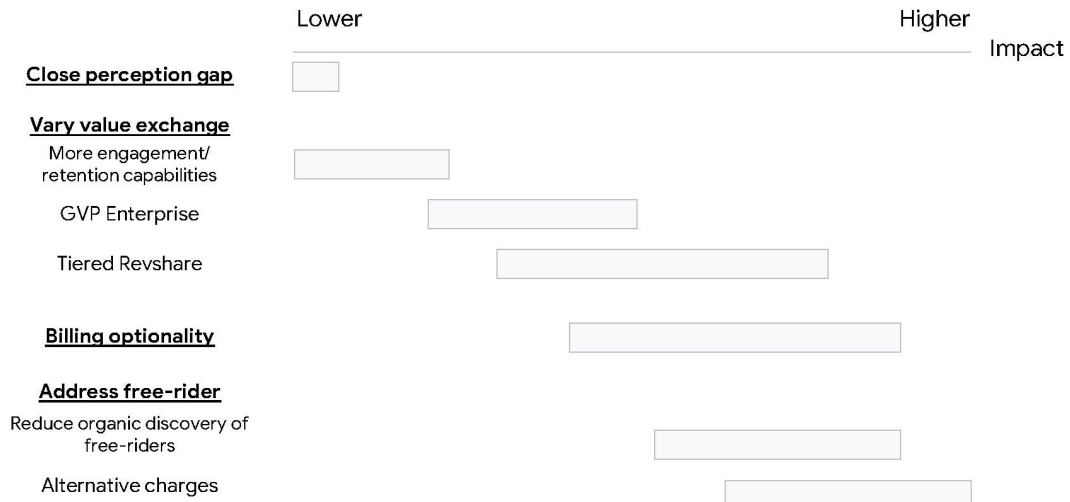 Lower
Higher
Impact
Close perception gap
Vary value exchange
More engagement/
retention capabilities
GVP Enterprise
Tiered Revshare
Billing optionality
Address free-rider
Reduce organic discovery of
free-riders
Alternative charges